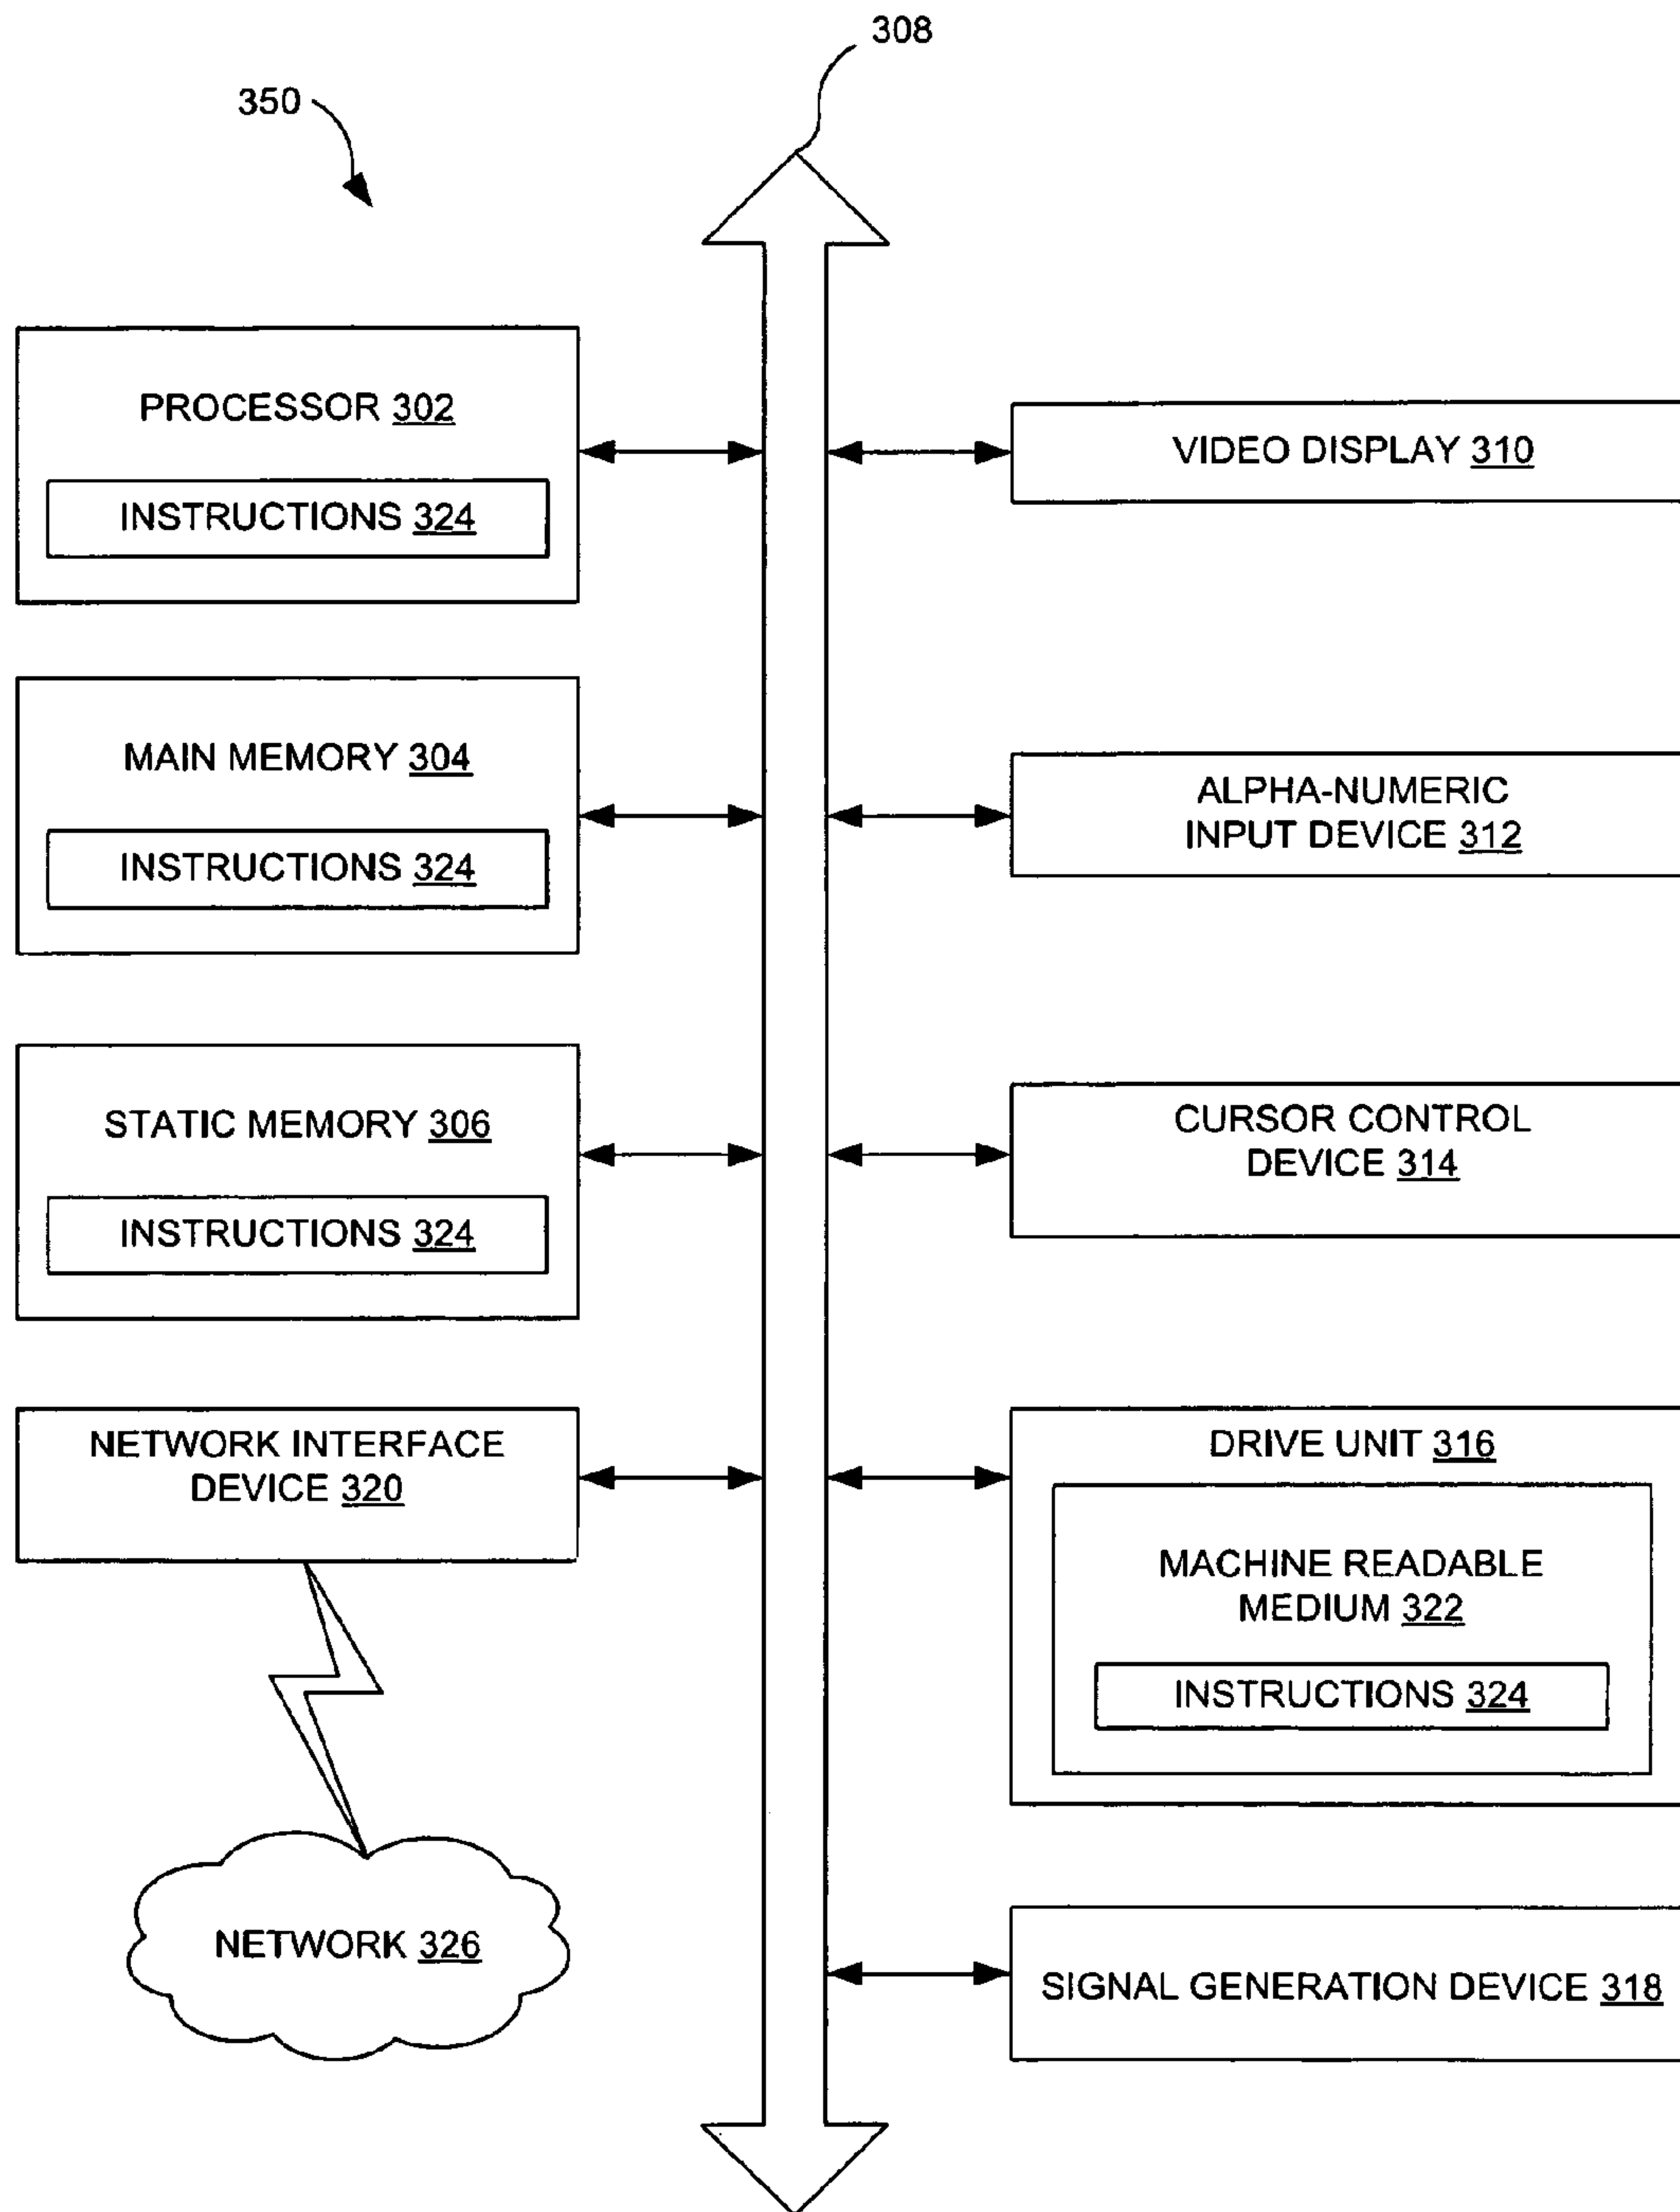 308
350
PROCESSOR 302
INSTRUCTIONS 324
VIDEO DISPLAY 310
MAIN MEMORY 304
INSTRUCTIONS 324
ALPHA-NUMERIC
INPUT DEVICE 312
STATIC MEMORY 306
INSTRUCTIONS 324
CURSOR CONTROL
DEVICE 314
NETWORK INTERFACE
DEVICE 320
DRIVE UNIT 316
MACHINE READABLE
MEDIUM 322
INSTRUCTIONS 324
NETWORK 326
SIGNAL GENERATION DEVICE 318